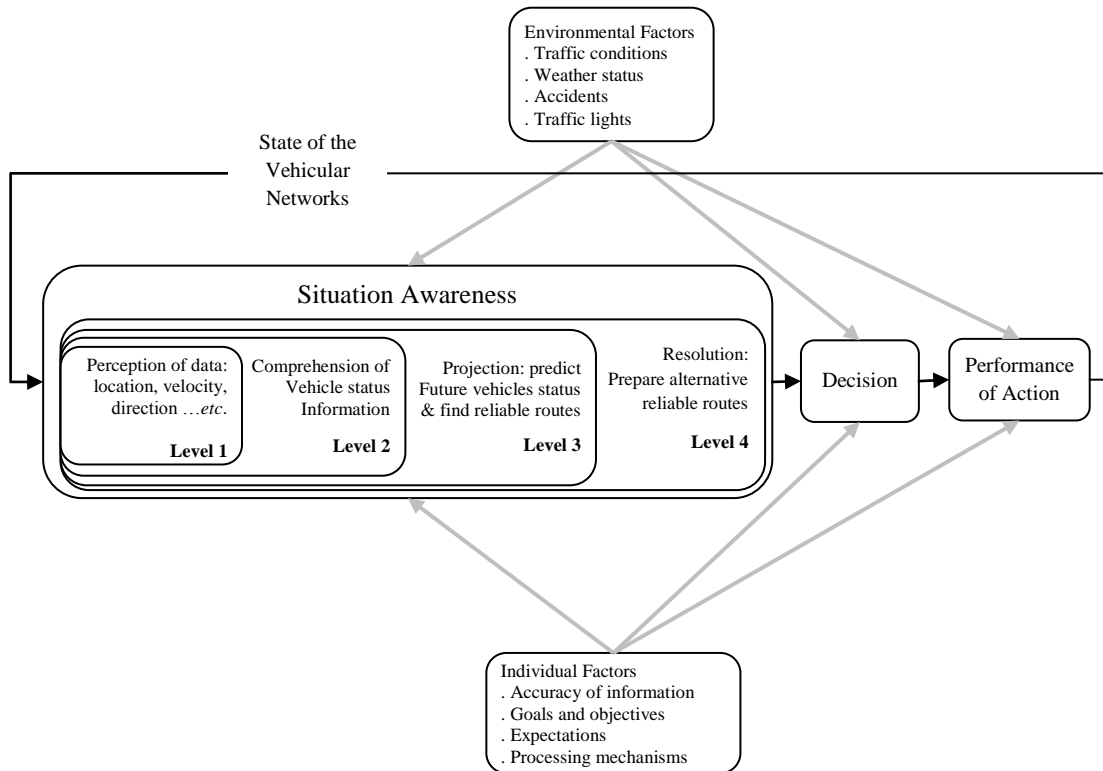 Environmental Factors
. Traffic conditions
. Weather status
. Accidents
. Traffic lights
State of the
Vehicular
Networks
Situation Awareness
Perception of data:
location, velocity,
direction …etc.
Level 1
Comprehension of
Vehicle status
Information
Level 2
Projection: predict
Future vehicles status
& find reliable routes
Level 3
Resolution:
Prepare alternative
reliable routes
Level 4
Decision
Performance
of Action
Individual Factors
. Accuracy of information
. Goals and objectives
. Expectations
. Processing mechanisms